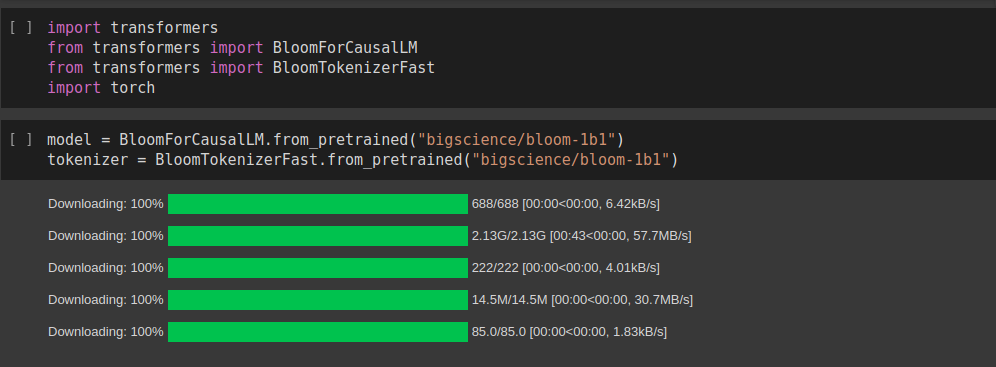 [ ] import transformers
from transformers import BloomForCausalLM
from transformers import BloomTokenizerFast
import torch
[ ] model = BloomForCausalLM.from_pretrained("bigscience/bloom-1b1")
tokenizer = BloomTokenizerFast.from_pretrained("bigscience/bloom-1b1")
Downloading: 100% 688/688 [00:00<00:00, 6.42kB/s]
Downloading: 100% 2.13G/2.13G [00:43<00:00, 57.7MB/s]
Downloading: 100% 222/222 [00:00<00:00, 4.01kB/s]
Downloading: 100% 14.5M/14.5M [00:00<00:00, 30.7MB/s]
Downloading: 100% 85.0/85.0 [00:00<00:00, 1.83kB/s]